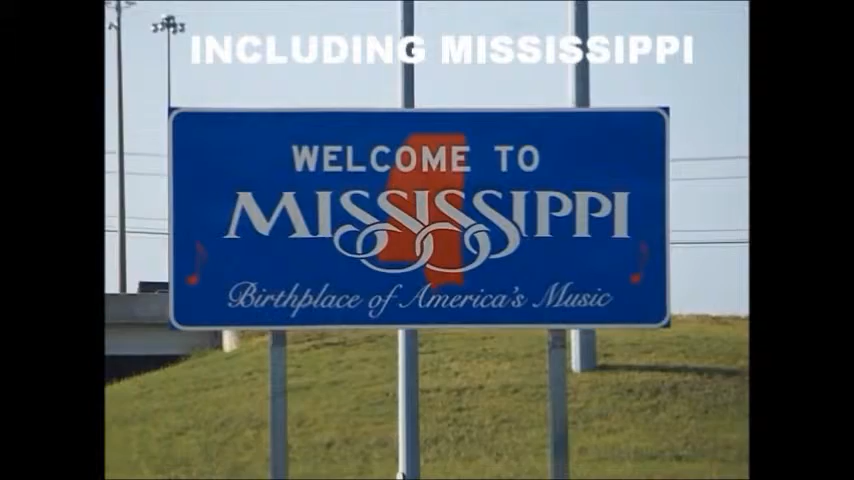 INCLUDING MISSISSIPPI
WELCOME TO
MISSISSIPPI
Birthplace of America's Music